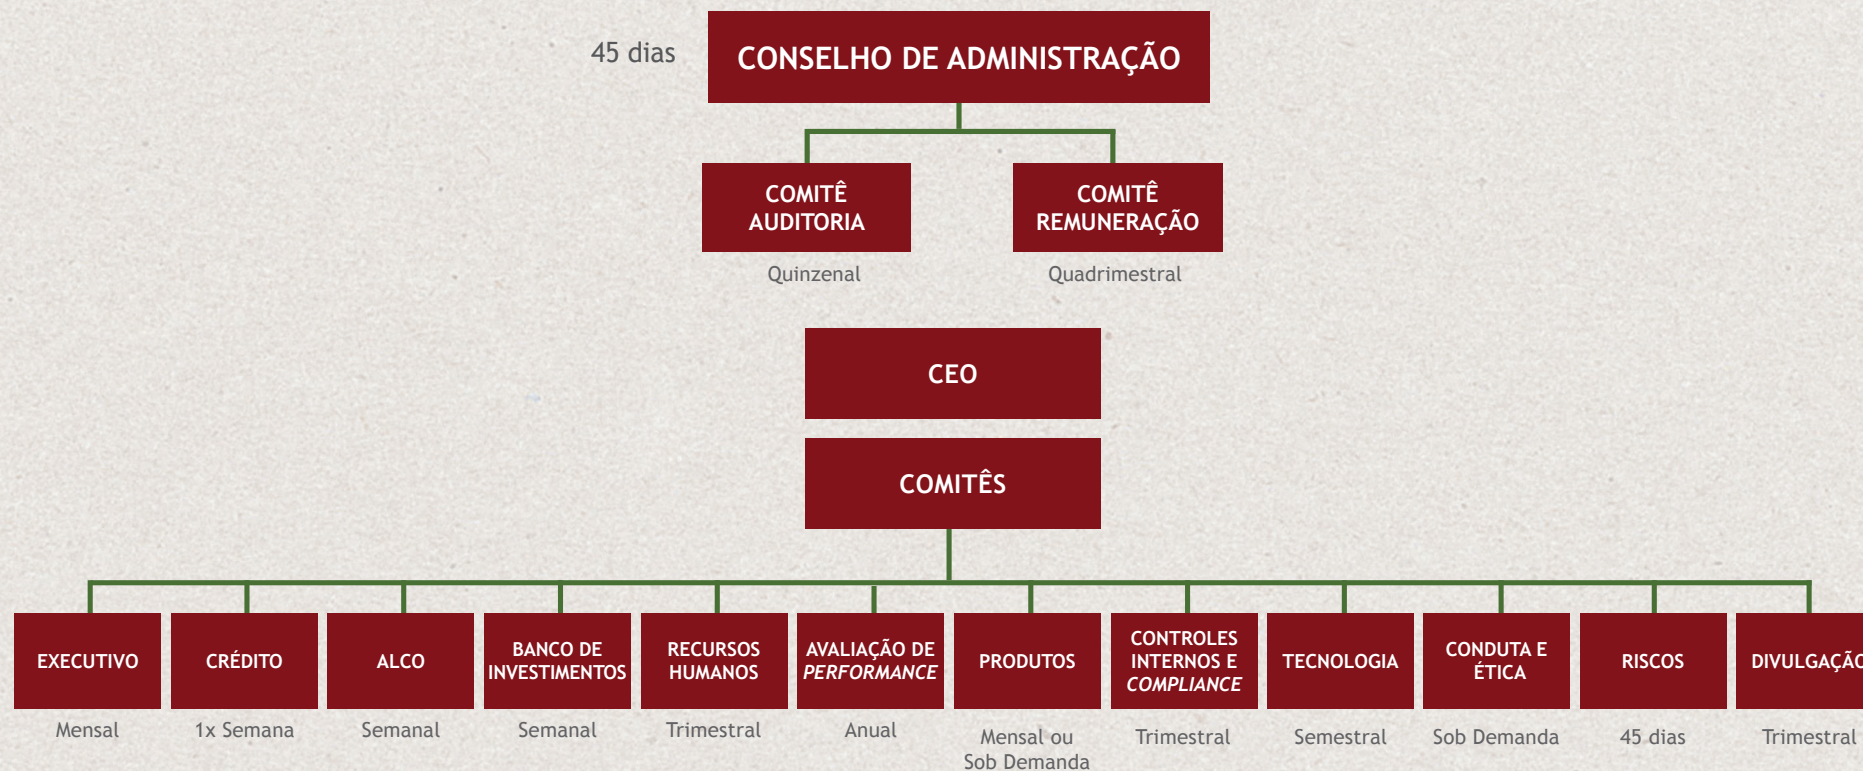 45 dias
CONSELHO DE ADMINISTRAÇÃO
COMITÊ
AUDITORIA
Quinzenal
COMITÊ
REMUNERAÇÃO
Quadrimestral
CEO
COMITÊS
EXECUTIVO
Mensal
CRÉDITO
1x Semana
ALCO
Semanal
BANCO DE
INVESTIMENTOS
Semanal
RECURSOS
HUMANOS
Trimestral
AVALIAÇÃO DE
PERFORMANCE
Anual
PRODUTOS
Mensal ou
Sob Demanda
CONTROLES
INTERNOS E
COMPLIANCE
Trimestral
TECNOLOGIA
Semestral
CONDUTA E
ÉTICA
Sob Demanda
RISCOS
45 dias
DIVULGAÇÃO
Trimestral